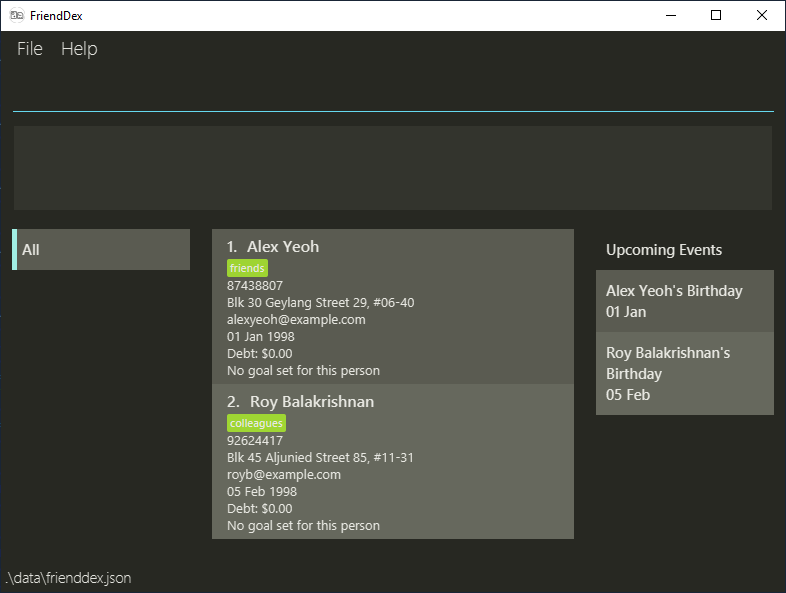 FriendDex
File Help
All
1. Alex Yeoh
friends
87438807
Blk 30 Geylang Street 29, #06-40
alexyeoh@example.com
01 Jan 1998
Debt: $0.00
No goal set for this person
2. Roy Balakrishnan
colleagues
92624417
Blk 45 Aljunied Street 85, #11-31
royb@example.com
05 Feb 1998
Debt: $0.00
No goal set for this person
Upcoming Events
Alex Yeoh's Birthday
01 Jan
Roy Balakrishnan's
Birthday
05 Feb
.\data\frienddex.json